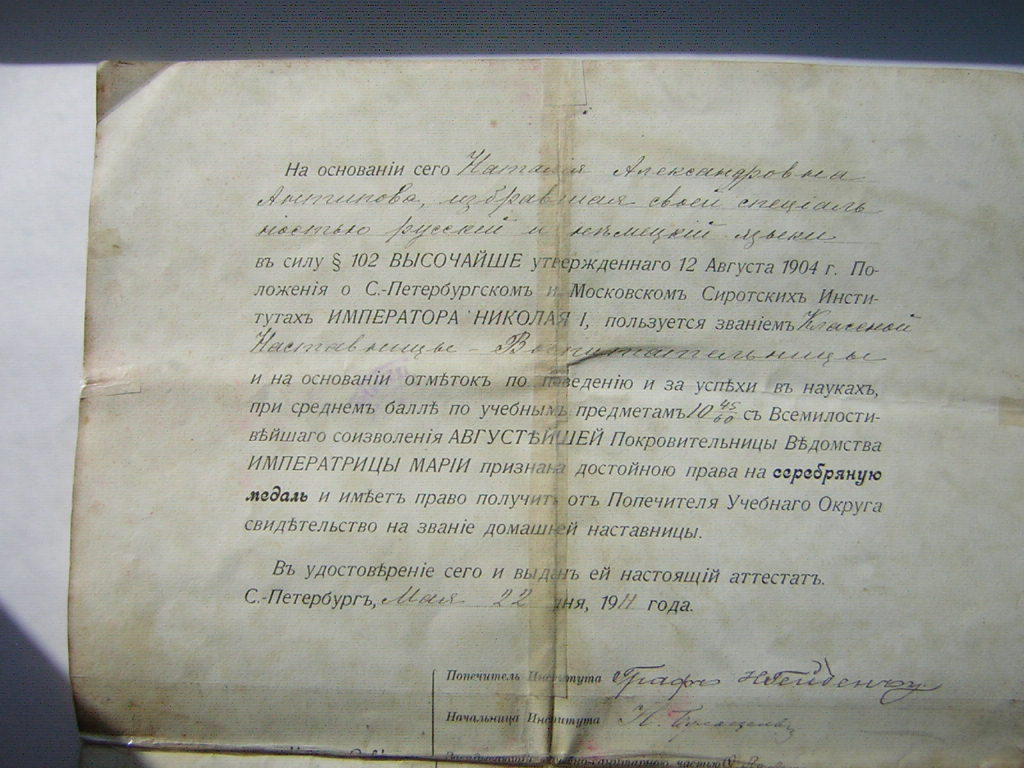 На основаніи сего Наталія Александровна
Антипова, избравшая своей спеціаль
ностью русскій и нѣмецкій языки
въ силу § 102 ВЫСОЧАЙШЕ утвержденнаго 12 Августа 1904 г. По-
ложенія о С.-Петербургскомъ и Московскомъ Сиротскихъ Инсти-
тутахъ ИМПЕРАТОРА НИКОЛАЯ I, пользуется званіемъ Классной
Наставницы - Воспитательницы
и на основаніи отмѣтокъ по поведенію и за успѣхи въ наукахъ,
при среднемъ баллѣ по учебнымъ предметамъ 10 45/60 съ Всемилости-
вѣйшаго соизволенія АВГУСТѢЙШЕЙ Покровительницы Вѣдомства
ИМПЕРАТРИЦЫ МАРІИ признана достойною права на серебряную
медаль и имѣетъ право получить отъ Попечителя Учебнаго Округа
свидѣтельство на званіе домашней наставницы.
Въ удостовѣреніе сего и выданъ ей настоящій аттестатъ.
С.-Петербургъ, Мая 22 дня, 1911 года.
Попечитель Института Графъ Н Гейденъ
Начальница Института Н.